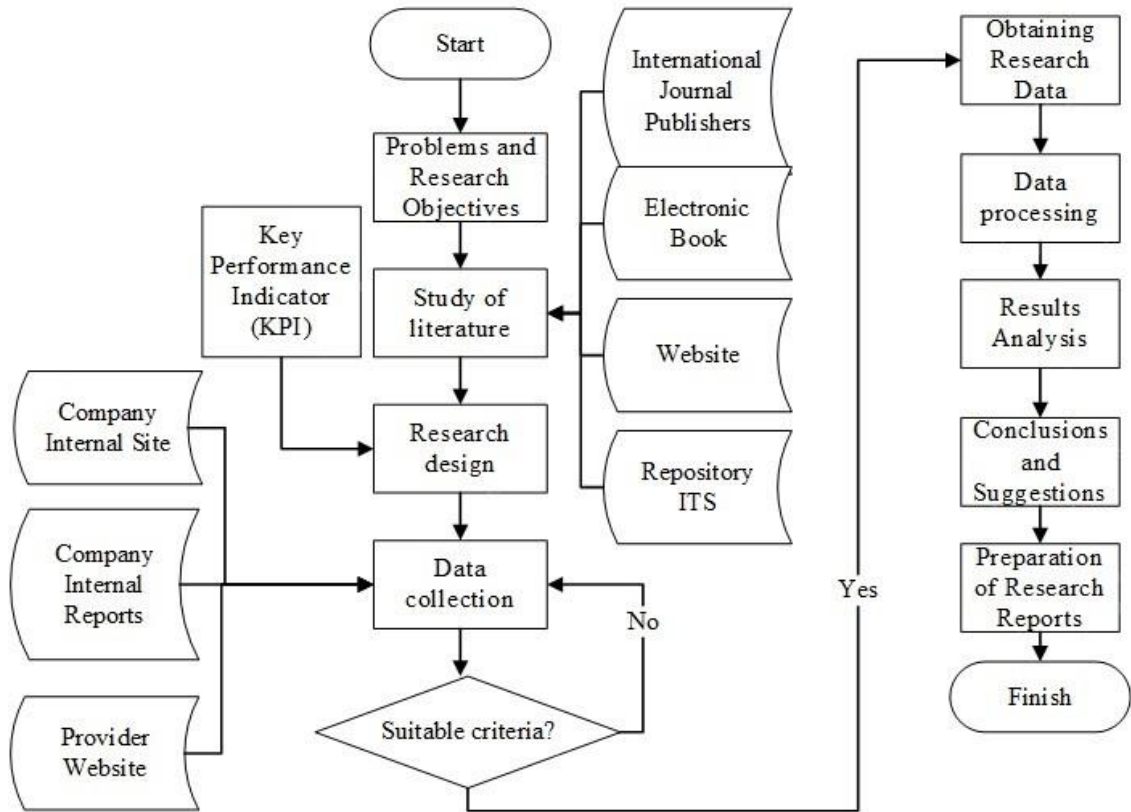 Start
Problems and
Research
Objectives
Key
Performance
Indicator
(KPI)
Study of
literature
International
Journal
Publishers
Electronic
Book
Website
Repository
ITS
Research
design
Company
Internal Site
Company
Internal
Reports
Provider
Website
Data
collection
No
Suitable criteria?
Yes
Obtaining
Research
Data
Data
processing
Results
Analysis
Conclusions
and
Suggestions
Preparation
of Research
Reports
Finish